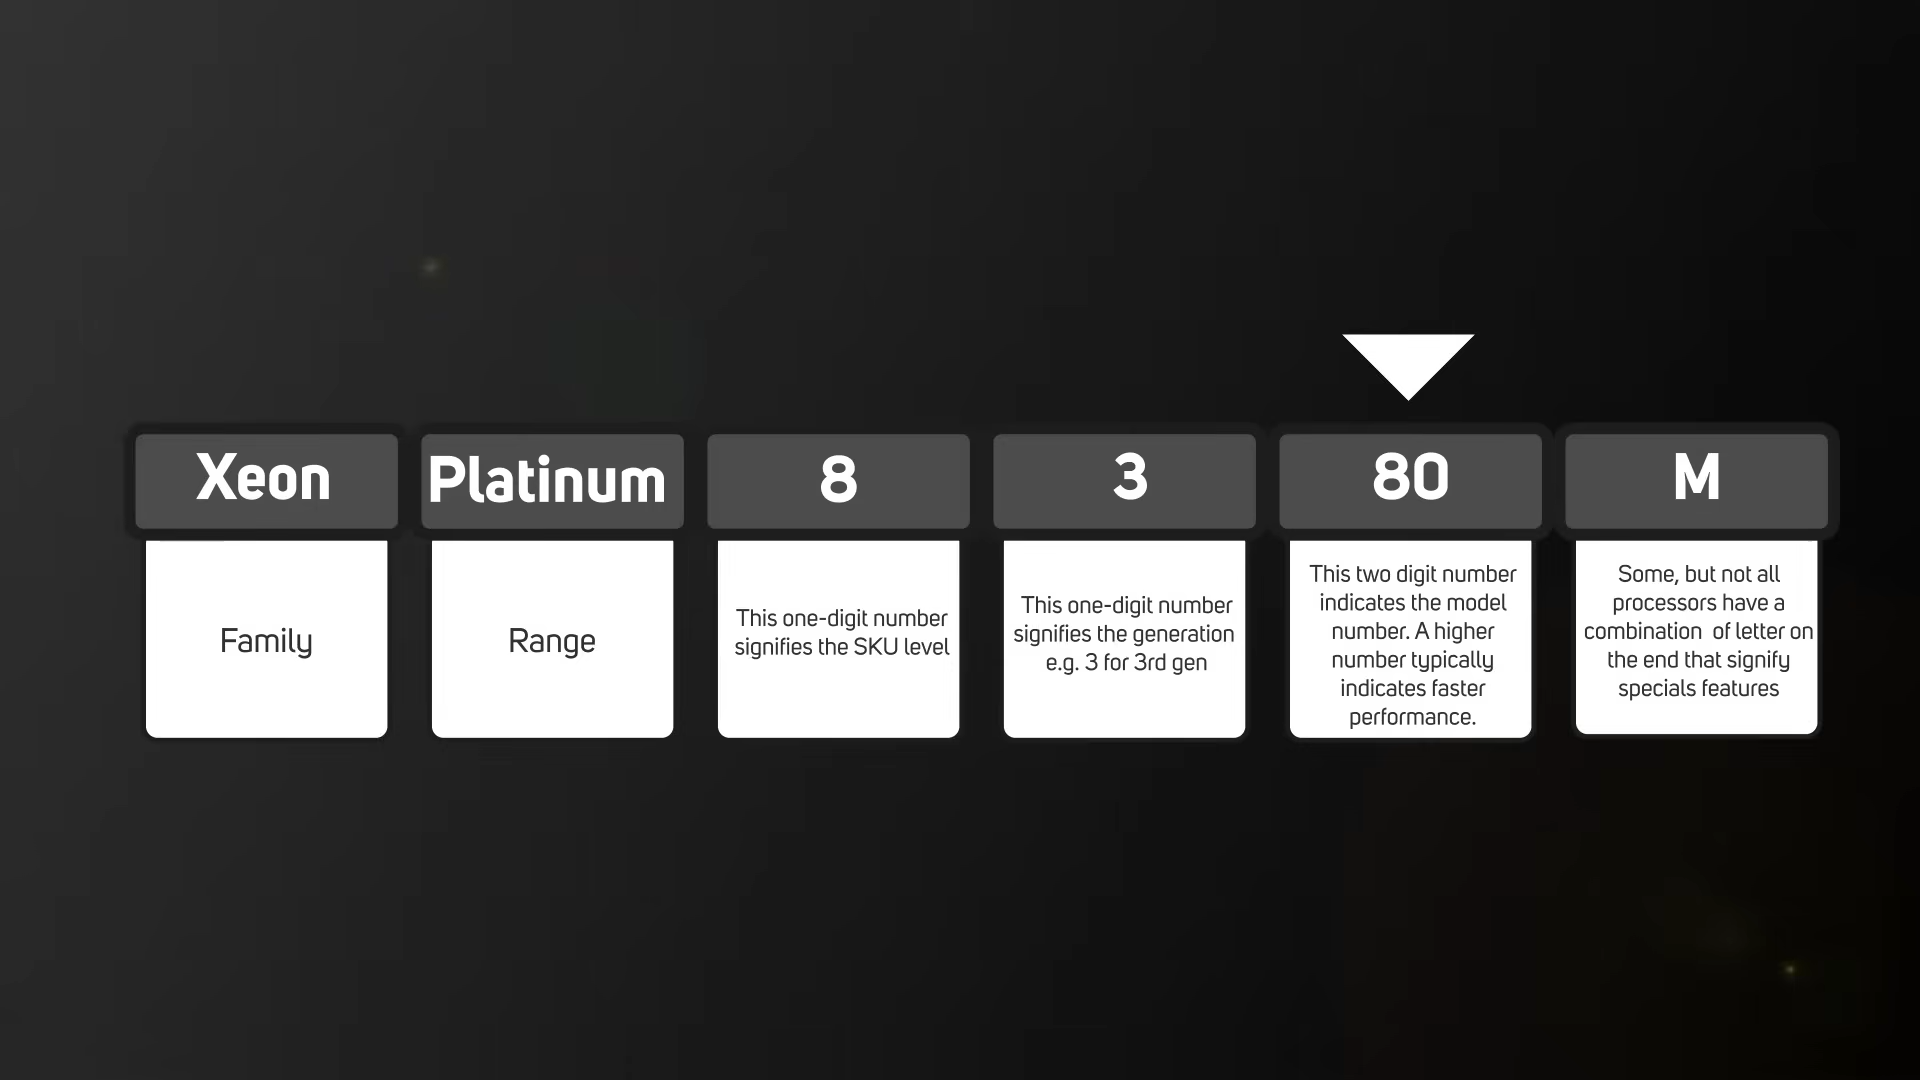 Xeon
Platinum
8
3
80
M
Family
Range
This one-digit number
signifies the SKU level
This one-digit number
signifies the generation
e.g. 3 for 3rd gen
This two digit number
indicates the model
number. A higher
number typically
indicates faster
performance.
Some, but not all
processors have a
combination  of letter on
the end that signify
specials features